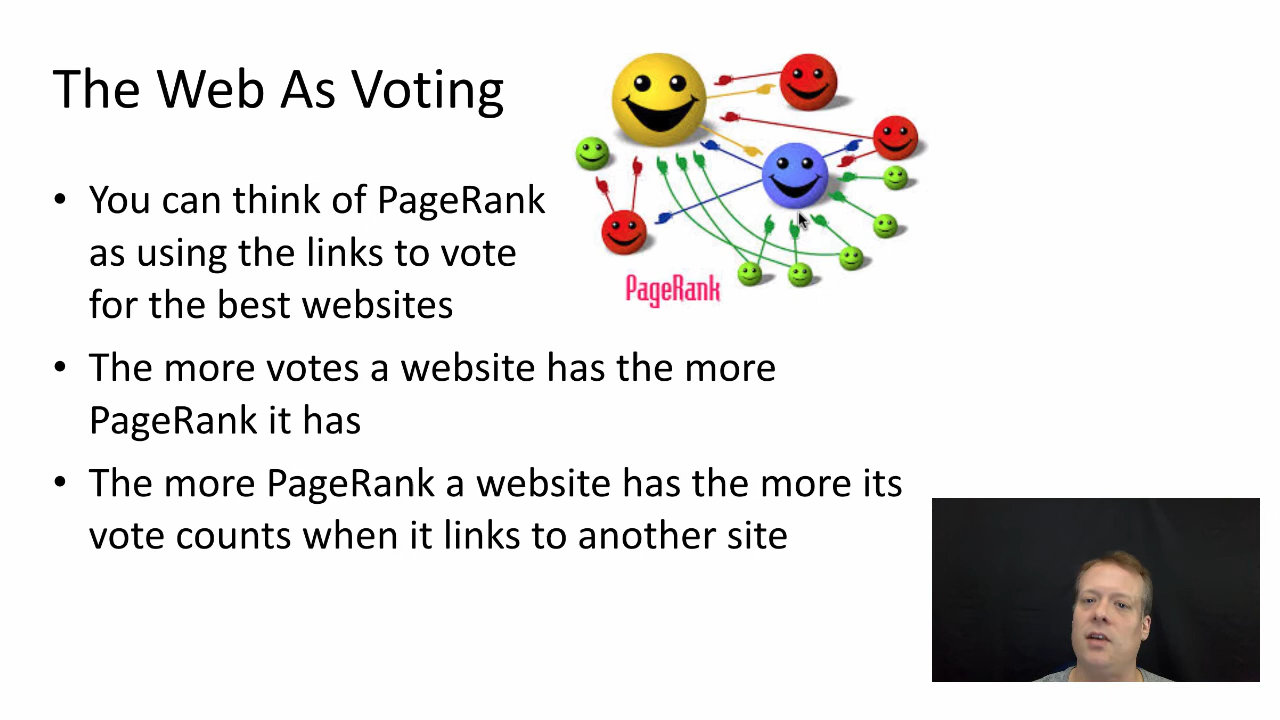 The Web As Voting
• You can think of PageRank
as using the links to vote
for the best websites
PageRank
• The more votes a website has the more
PageRank it has
• The more PageRank a website has the more its
vote counts when it links to another site